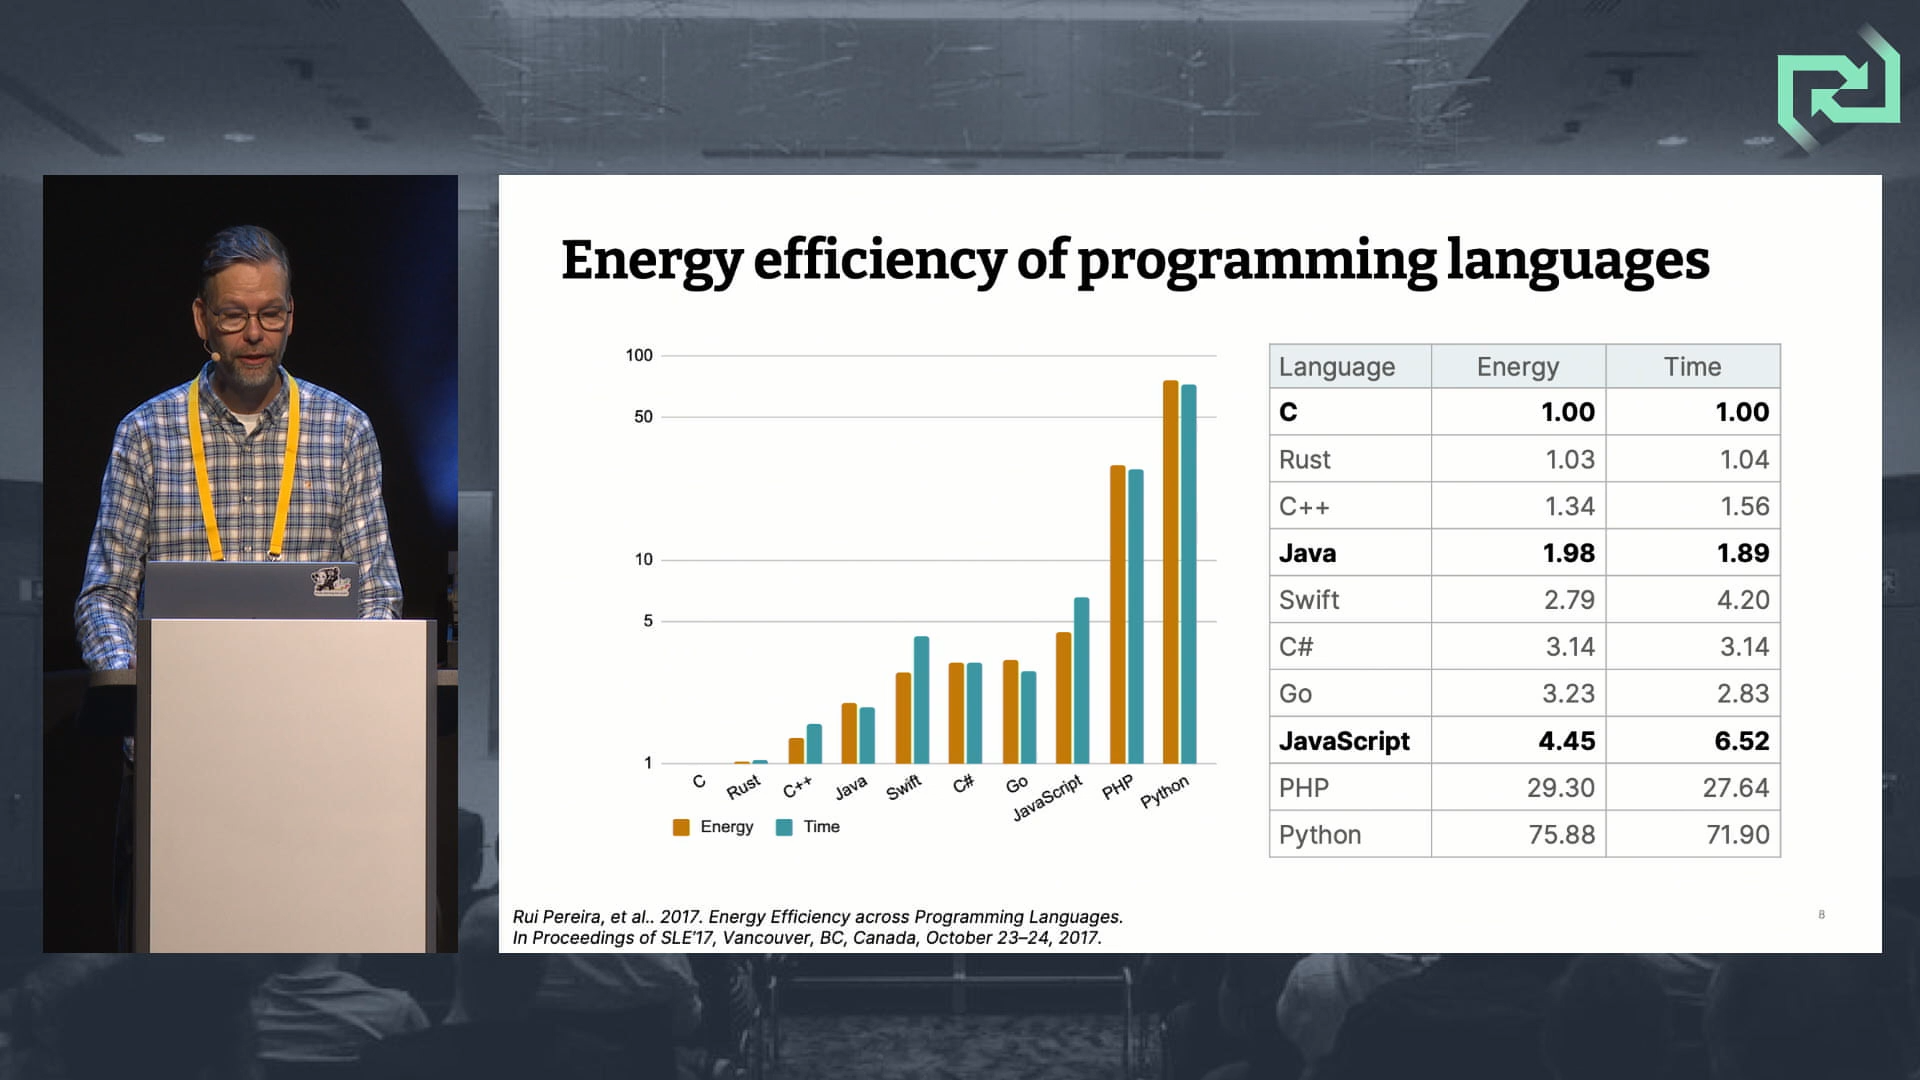 Energy efficiency of programming languages
100
50
10
5
1
C
Rust
C++
Java
Swift
C#
Go
JavaScript
PHP
Python
Energy
Time
Language Energy Time
C 1.00 1.00
Rust 1.03 1.04
C++ 1.34 1.56
Java 1.98 1.89
Swift 2.79 4.20
C# 3.14 3.14
Go 3.23 2.83
JavaScript 4.45 6.52
PHP 29.30 27.64
Python 75.88 71.90
Rui Pereira, et al.. 2017. Energy Efficiency across Programming Languages.
In Proceedings of SLE'17, Vancouver, BC, Canada, October 23–24, 2017.
8